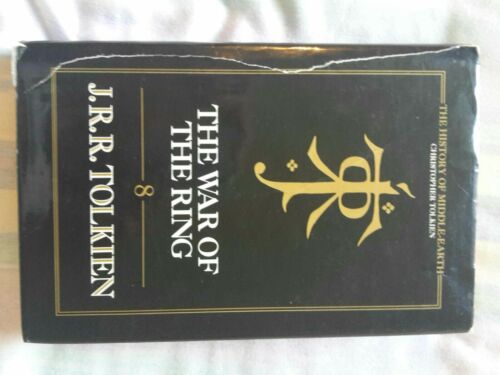 THE HISTORY OF MIDDLE-EARTH
CHRISTOPHER TOLKIEN
THE WAR OF
THE RING
8
J.R.R. TOLKIEN